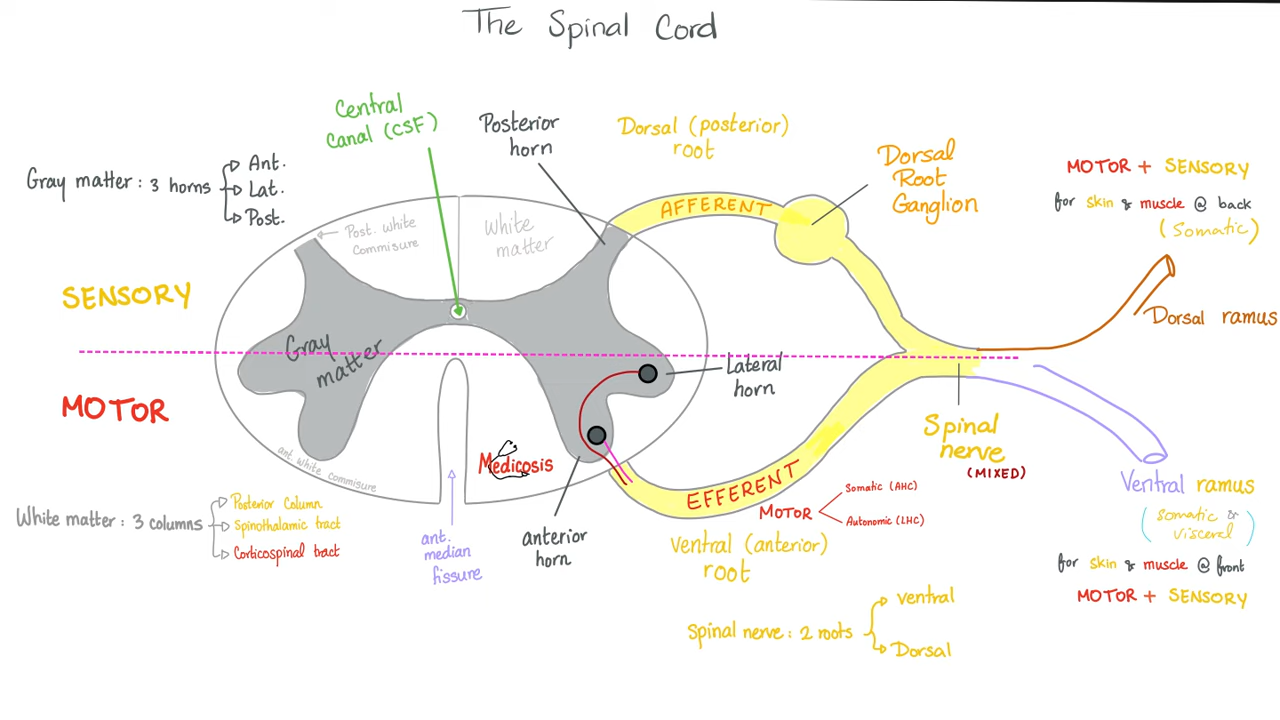 The Spinal Cord
Central
Canal (CSF)
Posterior
horn
Dorsal (posterior)
root
Dorsal
Root
Ganglion
MOTOR + SENSORY
for skin & muscle @ back
(Somatic)
Gray matter : 3 horns
Ant.
Lat.
Post.
Post. white
Commisure
White
matter
AFFERENT
SENSORY
Dorsal ramus
Gray
matter
Lateral
horn
MOTOR
Spinal
nerve
(MIXED)
ant. white commisure
Medicosis
EFFERENT
MOTOR
Somatic (AHC)
Autonomic (LHC)
Ventral ramus
(somatic &
visceral)
for skin & muscle @ front
MOTOR + SENSORY
White matter : 3 columns
Posterior Column
Spinothalamic tract
Corticospinal tract
ant.
median
fissure
anterior
horn
Ventral (anterior)
root
Spinal nerve : 2 roots
ventral
Dorsal